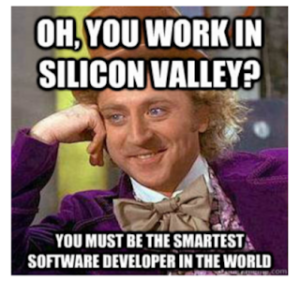 OH, YOU WORK IN
SILICON VALLEY?
YOU MUST BE THE SMARTEST
SOFTWARE DEVELOPER IN THE WORLD